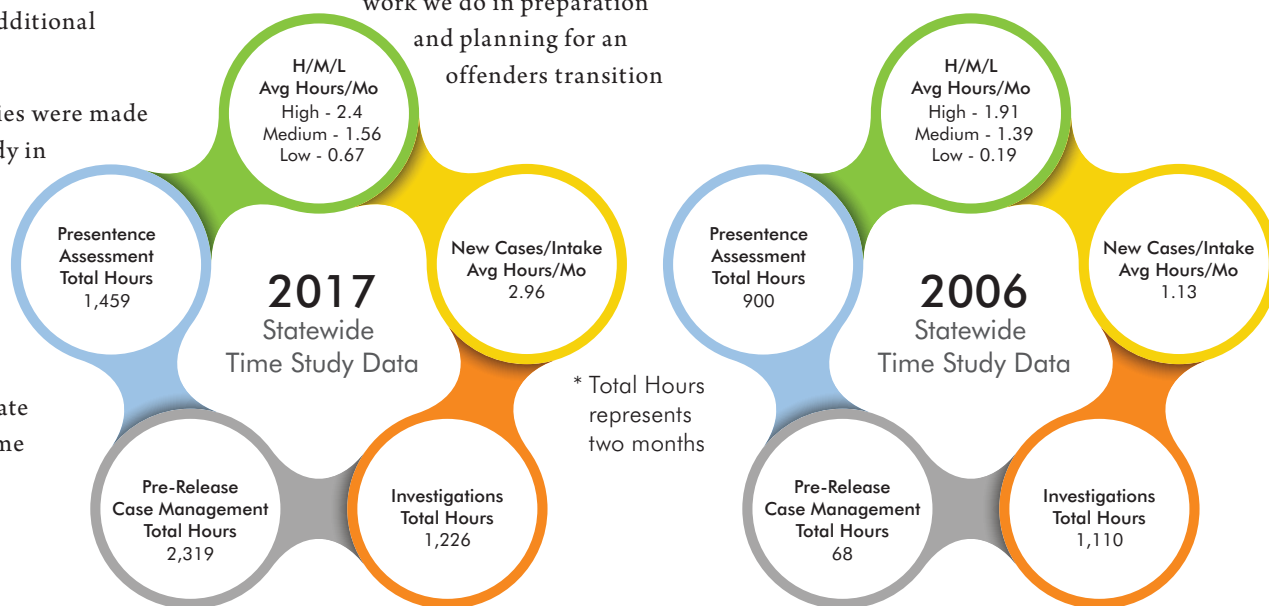 dditional
ies were made
dy in
ate
me
work we do in preparation
and planning for an
offenders transition
H/M/L
Avg Hours/Mo
High - 2.4
Medium - 1.56
Low - 0.67
Presentence
Assessment
Total Hours
1,459
New Cases/Intake
Avg Hours/Mo
2.96
2017
Statewide
Time Study Data
Pre-Release
Case Management
Total Hours
2,319
Investigations
Total Hours
1,226
* Total Hours
represents
two months
H/M/L
Avg Hours/Mo
High - 1.91
Medium - 1.39
Low - 0.19
Presentence
Assessment
Total Hours
900
New Cases/Intake
Avg Hours/Mo
1.13
2006
Statewide
Time Study Data
Pre-Release
Case Management
Total Hours
68
Investigations
Total Hours
1,110